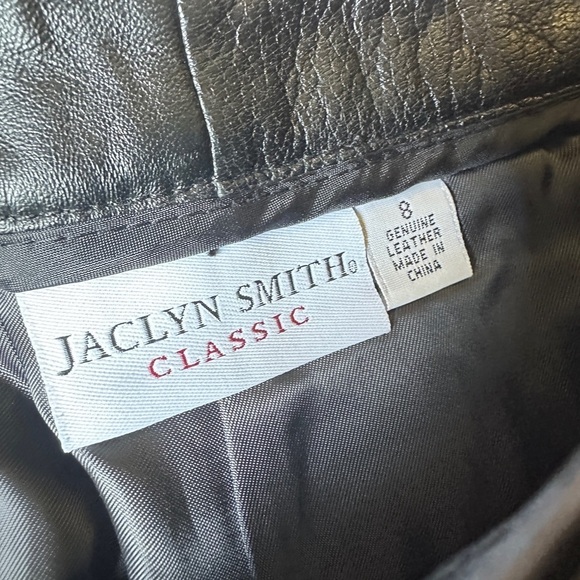 JACLYN SMITH®
CLASSIC
8
GENUINE
LEATHER
MADE IN
CHINA